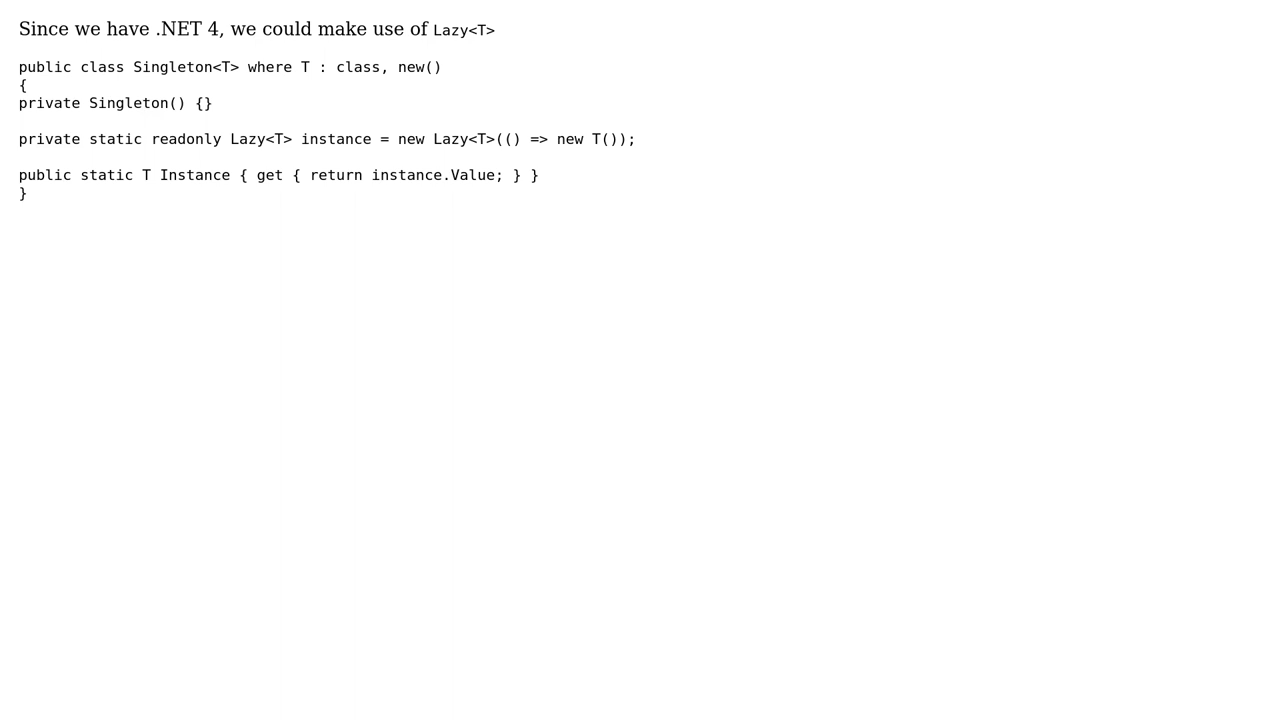 Since we have .NET 4, we could make use of Lazy<T>
public class Singleton<T> where T : class, new()
{
private Singleton() {}
private static readonly Lazy<T> instance = new Lazy<T>(() => new T());
public static T Instance { get { return instance.Value; } }
}